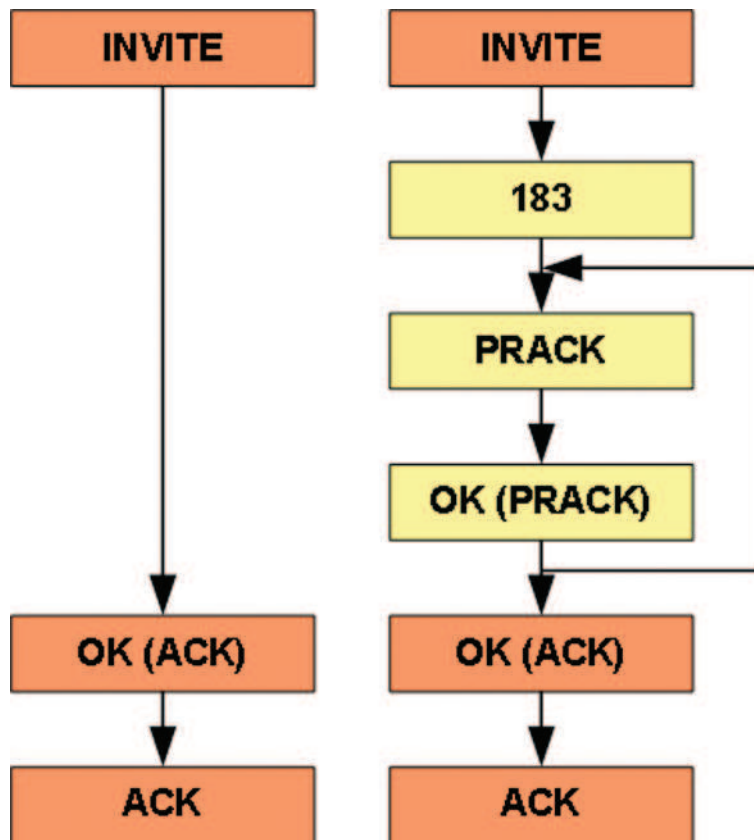 INVITE
OK (ACK)
ACK
INVITE
183
PRACK
OK (PRACK)
OK (ACK)
ACK